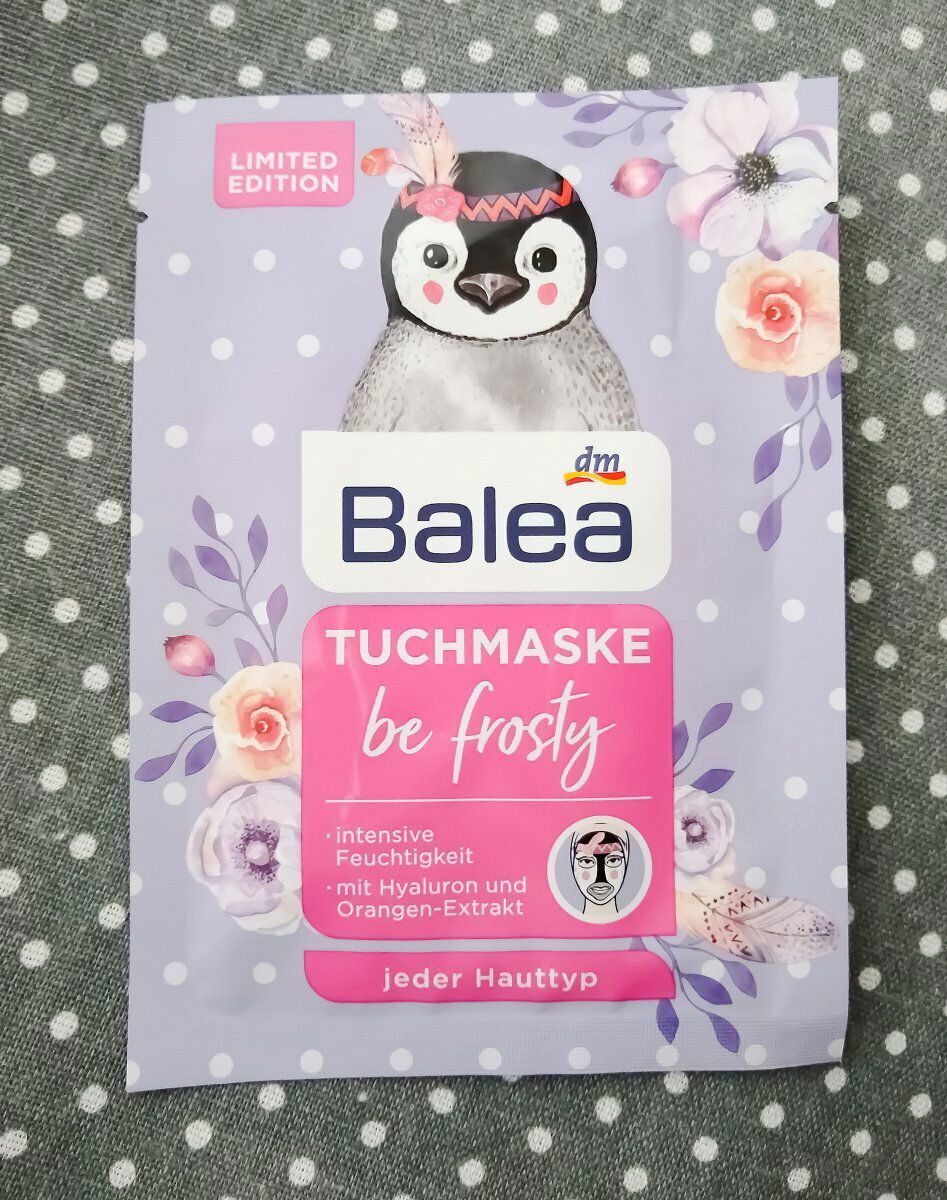 LIMITED
EDITION
dm
Balea
TUCHMASKE
be frosty
· intensive
Feuchtigkeit
· mit Hyaluron und
Orangen-Extrakt
jeder Hauttyp